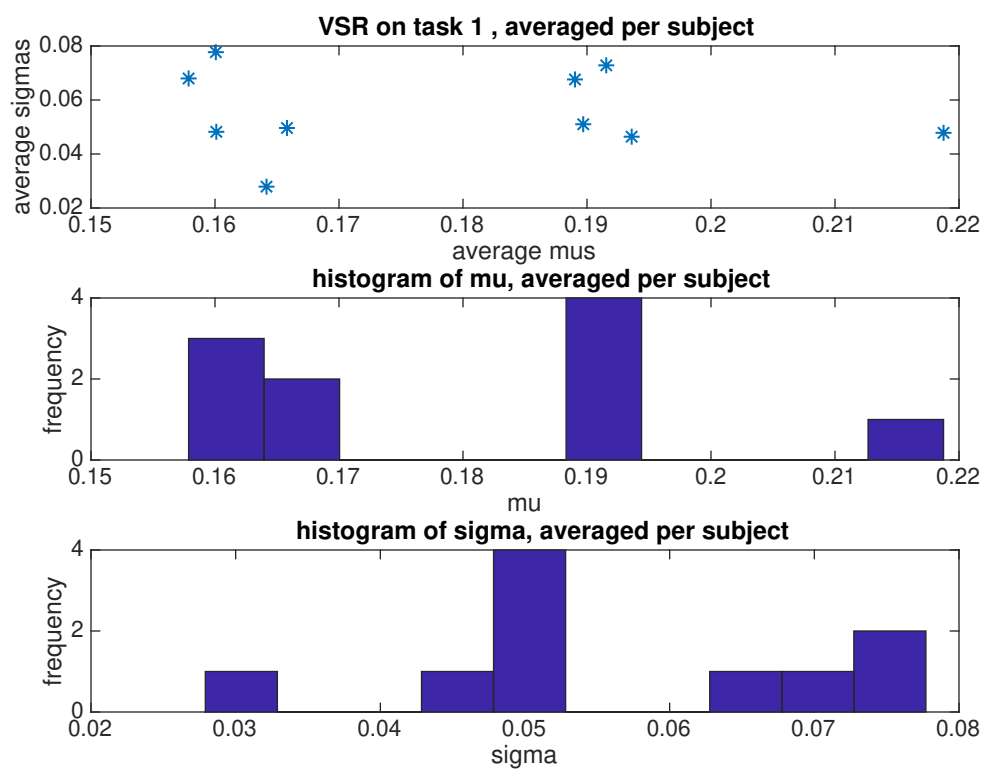 VSR on task 1 , averaged per subject
average sigmas
0.08
0.06
0.04
0.02
0.15 0.16 0.17 0.18 0.19 0.2 0.21 0.22
average mus
histogram of mu, averaged per subject
frequency
4
2
0
0.15 0.16 0.17 0.18 0.19 0.2 0.21 0.22
mu
histogram of sigma, averaged per subject
frequency
4
2
0
0.02 0.03 0.04 0.05 0.06 0.07 0.08
sigma